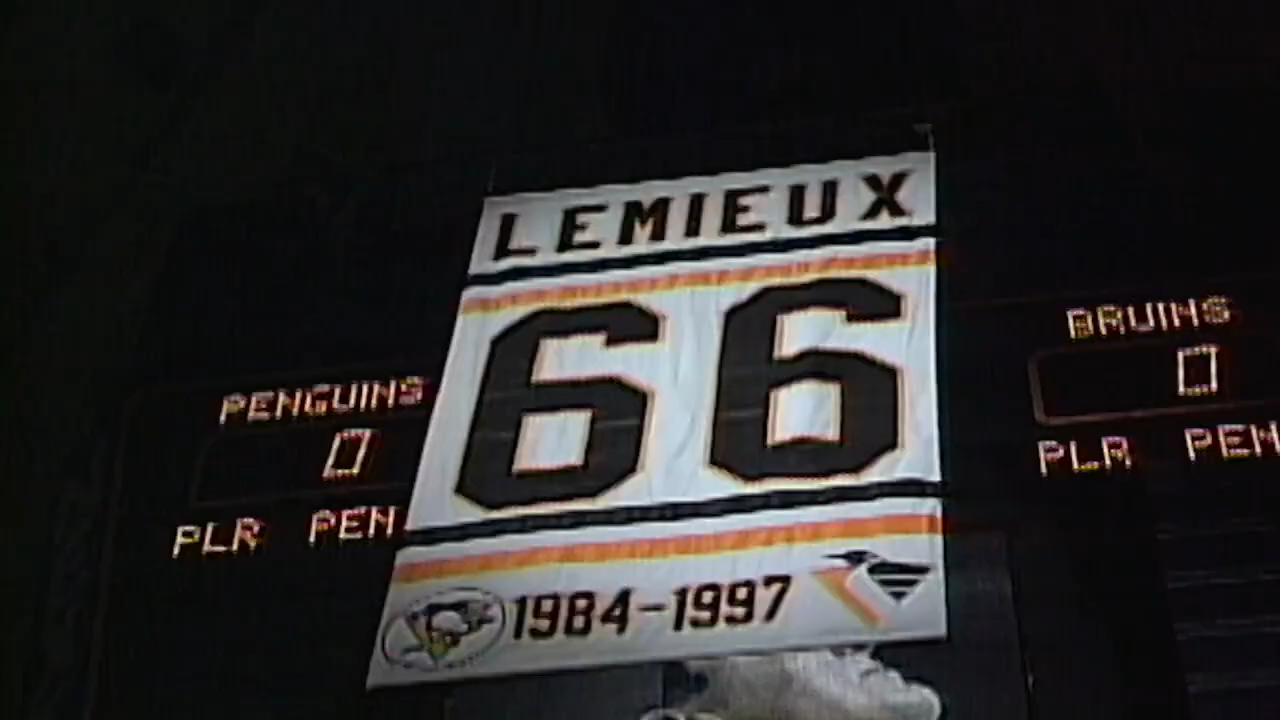 LEMIEUX
66
1984-1997
PENGUINS
0
PLR PEN
BRUINS
0
PLR PEN